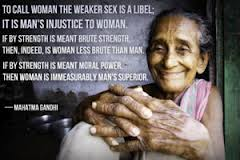 TO CALL WOMAN THE WEAKER SEX IS A LIBEL;
IT IS MAN'S INJUSTICE TO WOMAN.
IF BY STRENGTH IS MEANT BRUTE STRENGTH,
THEN, INDEED, IS WOMAN LESS BRUTE THAN MAN.
IF BY STRENGTH IS MEANT MORAL POWER,
THEN WOMAN IS IMMEASURABLY MAN'S SUPERIOR.
— MAHATMA GANDHI